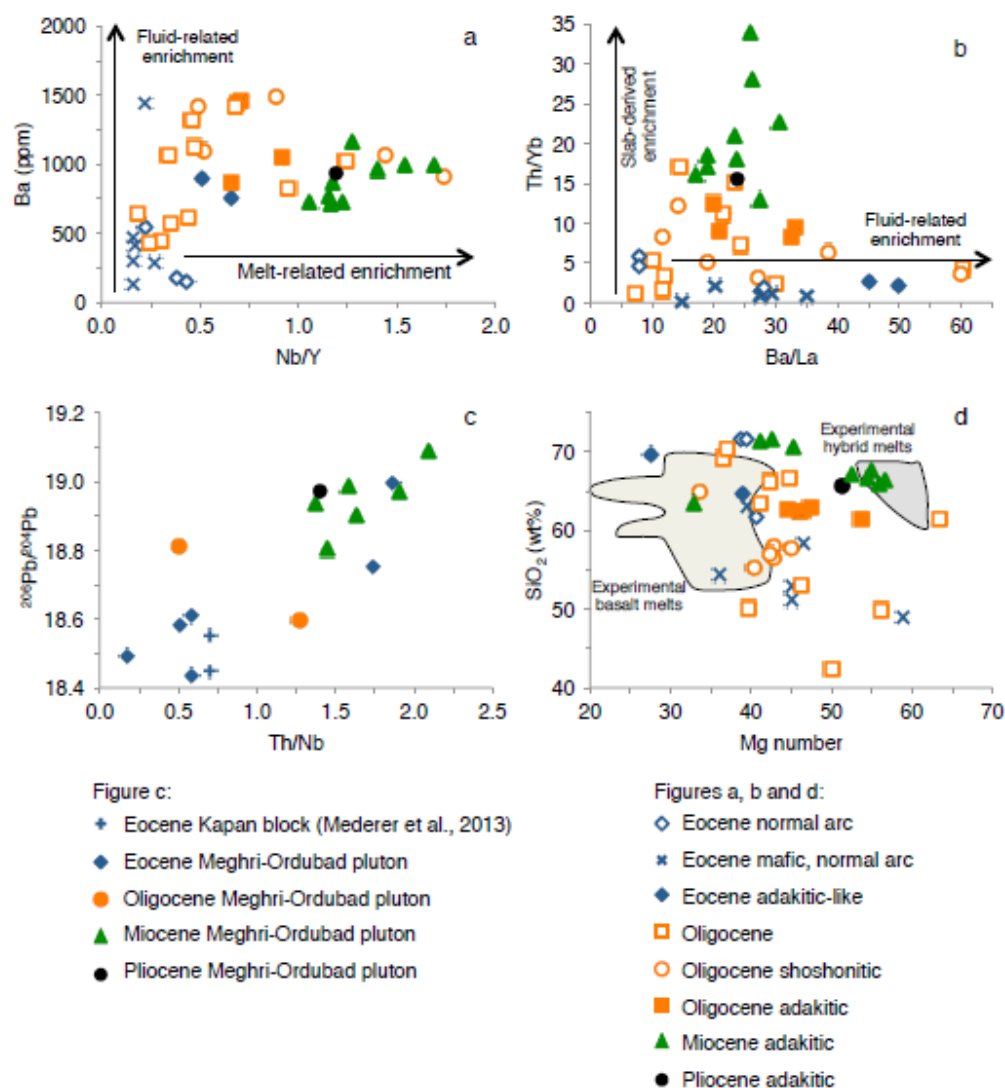 2000
1500
1000
500
0
Ba (ppm)
Fluid-related
enrichment
a
Melt-related enrichment
0.0 0.5 1.0 1.5 2.0
Nb/Y
35
30
25
20
15
10
5
0
Th/Yb
Slab-derived
enrichment
b
Fluid-related
enrichment
0 10 20 30 40 50 60
Ba/La
19.2
19.0
18.8
18.6
18.4
²⁰⁶Pb/²⁰⁴Pb
c
0.0 0.5 1.0 1.5 2.0 2.5
Th/Nb
70
60
50
40
SiO₂ (wt%)
d
Experimental
hybrid melts
Experimental
basalt melts
20 30 40 50 60 70
Mg number
Figure c:
Eocene Kapan block (Mederer et al., 2013)
Eocene Meghri-Ordubad pluton
Oligocene Meghri-Ordubad pluton
Miocene Meghri-Ordubad pluton
Pliocene Meghri-Ordubad pluton
Figures a, b and d:
Eocene normal arc
Eocene mafic, normal arc
Eocene adakitic-like
Oligocene
Oligocene shoshonitic
Oligocene adakitic
Miocene adakitic
Pliocene adakitic